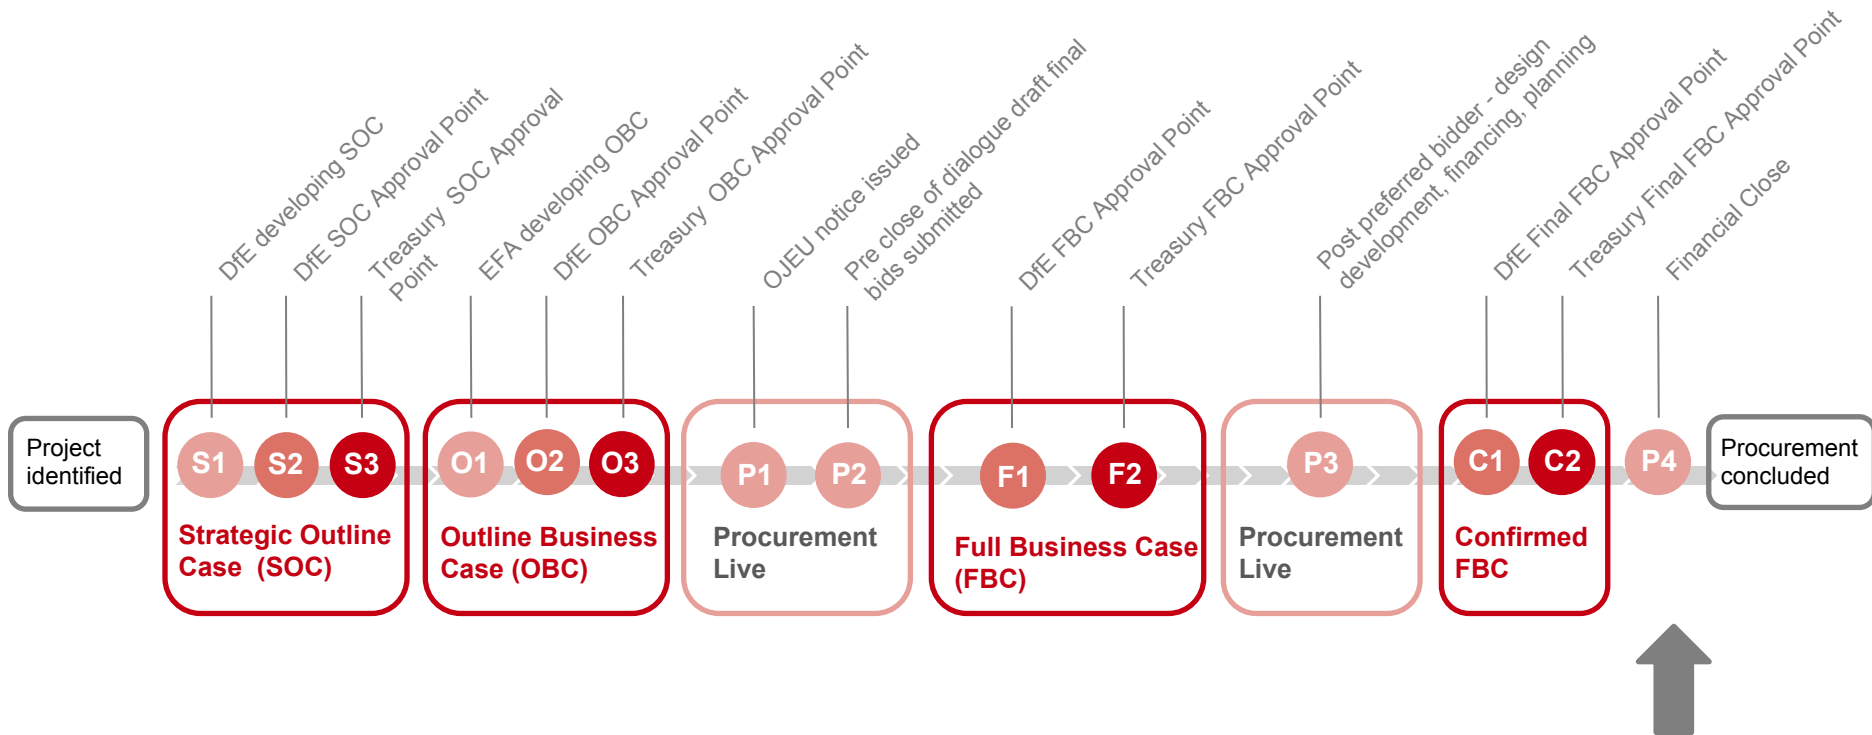 DfE developing SOC
DfE SOC Approval Point
Treasury SOC Approval
Point
EFA developing OBC
DfE OBC Approval Point
Treasury OBC Approval Point
OJEU notice issued
Pre close of dialogue draft final
bids submitted
DfE FBC Approval Point
Treasury FBC Approval Point
Post preferred bidder - design
development, financing, planning
DfE Final FBC Approval Point
Treasury Final FBC Approval Point
Financial Close
Project
identified
S1
S2
S3
Strategic Outline
Case (SOC)
O1
O2
O3
Outline Business
Case (OBC)
P1
P2
Procurement
Live
F1
F2
Full Business Case
(FBC)
P3
Procurement
Live
C1
C2
Confirmed
FBC
P4
Procurement
concluded